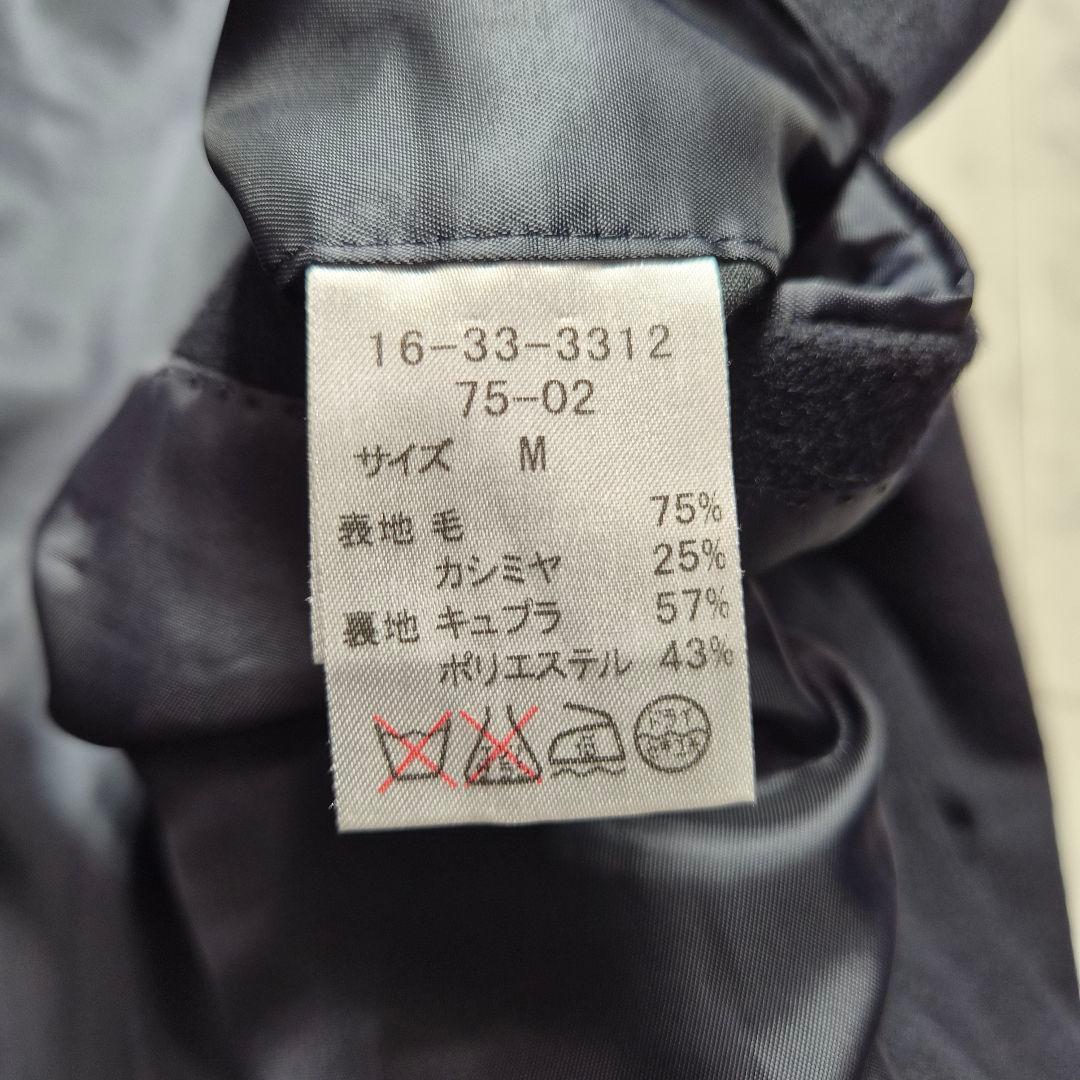 16-33-3312
75-02
サイズ M
表地 毛 75%
カシミヤ 25%
裏地 キュプラ 57%
ポリエステル 43%